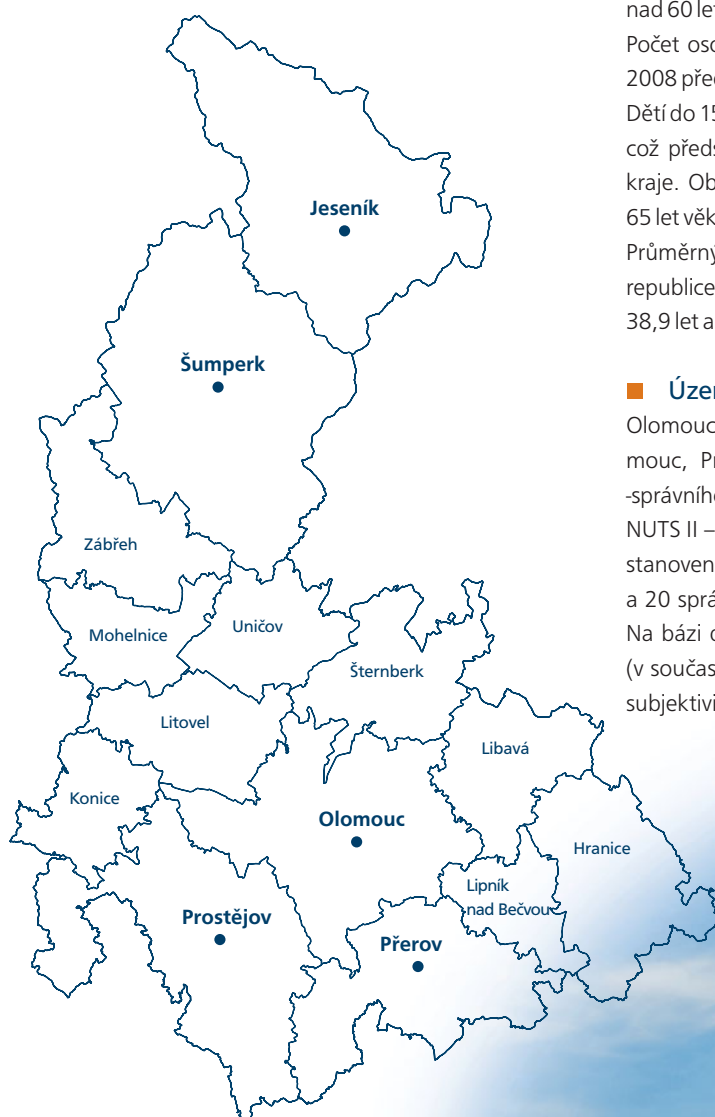 nad 60 let
Počet oso
2008 před
Dětí do 15
což předs
kraje. Ob
65 let věk
Průměrný
republice
38,9 let a
Územ
Olomouc
mouc, Pr
-správního
NUTS II –
stanoven
a 20 sprá
Na bázi o
(v součas
subjektivi
Jeseník
Šumperk
Zábřeh
Mohelnice
Uničov
Šternberk
Litovel
Libavá
Konice
Olomouc
Hranice
Lipník
nad Bečvou
Prostějov
Přerov